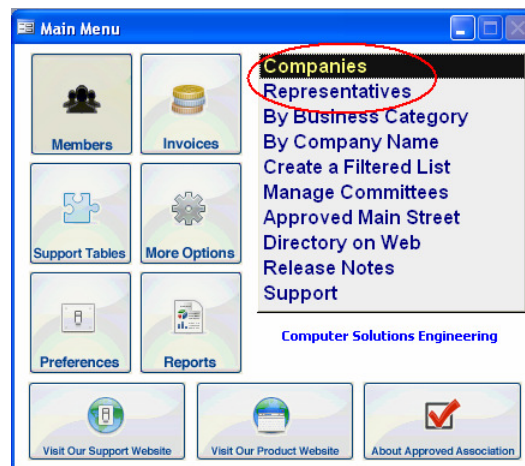 Main Menu
Members
Invoices
Support Tables
More Options
Preferences
Reports
Companies
Representatives
By Business Category
By Company Name
Create a Filtered List
Manage Committees
Approved Main Street
Directory on Web
Release Notes
Support
Computer Solutions Engineering
Visit Our Support Website
Visit Our Product Website
About Approved Association